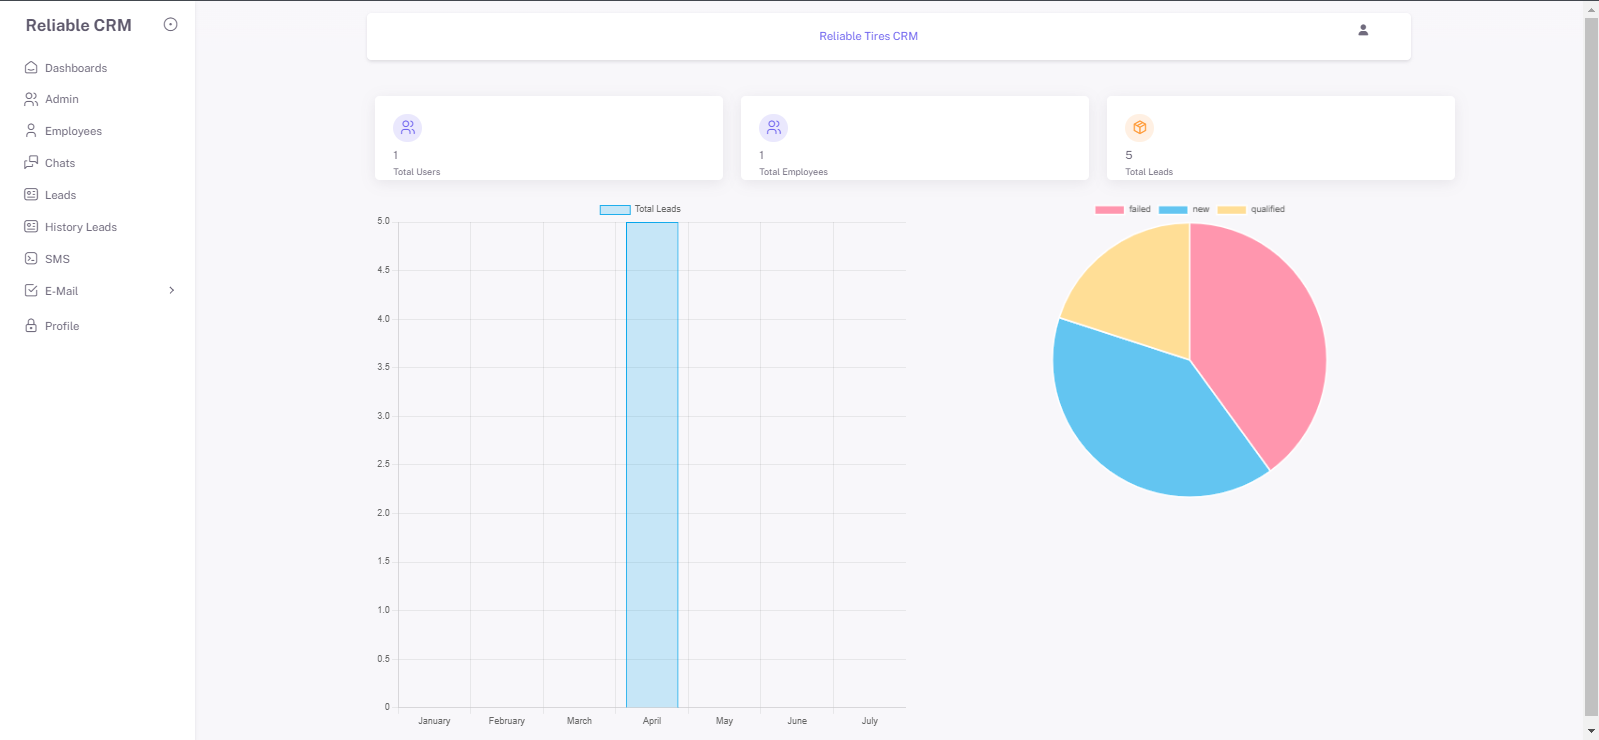 Reliable CRM
Dashboards
Admin
Employees
Chats
Leads
History Leads
SMS
E-Mail
Profile
Reliable Tires CRM
1
Total Users
1
Total Employees
5
Total Leads
Total Leads
5.0
4.5
4.0
3.5
3.0
2.5
2.0
1.5
1.0
0.5
0
January February March April May June July
failed new qualified